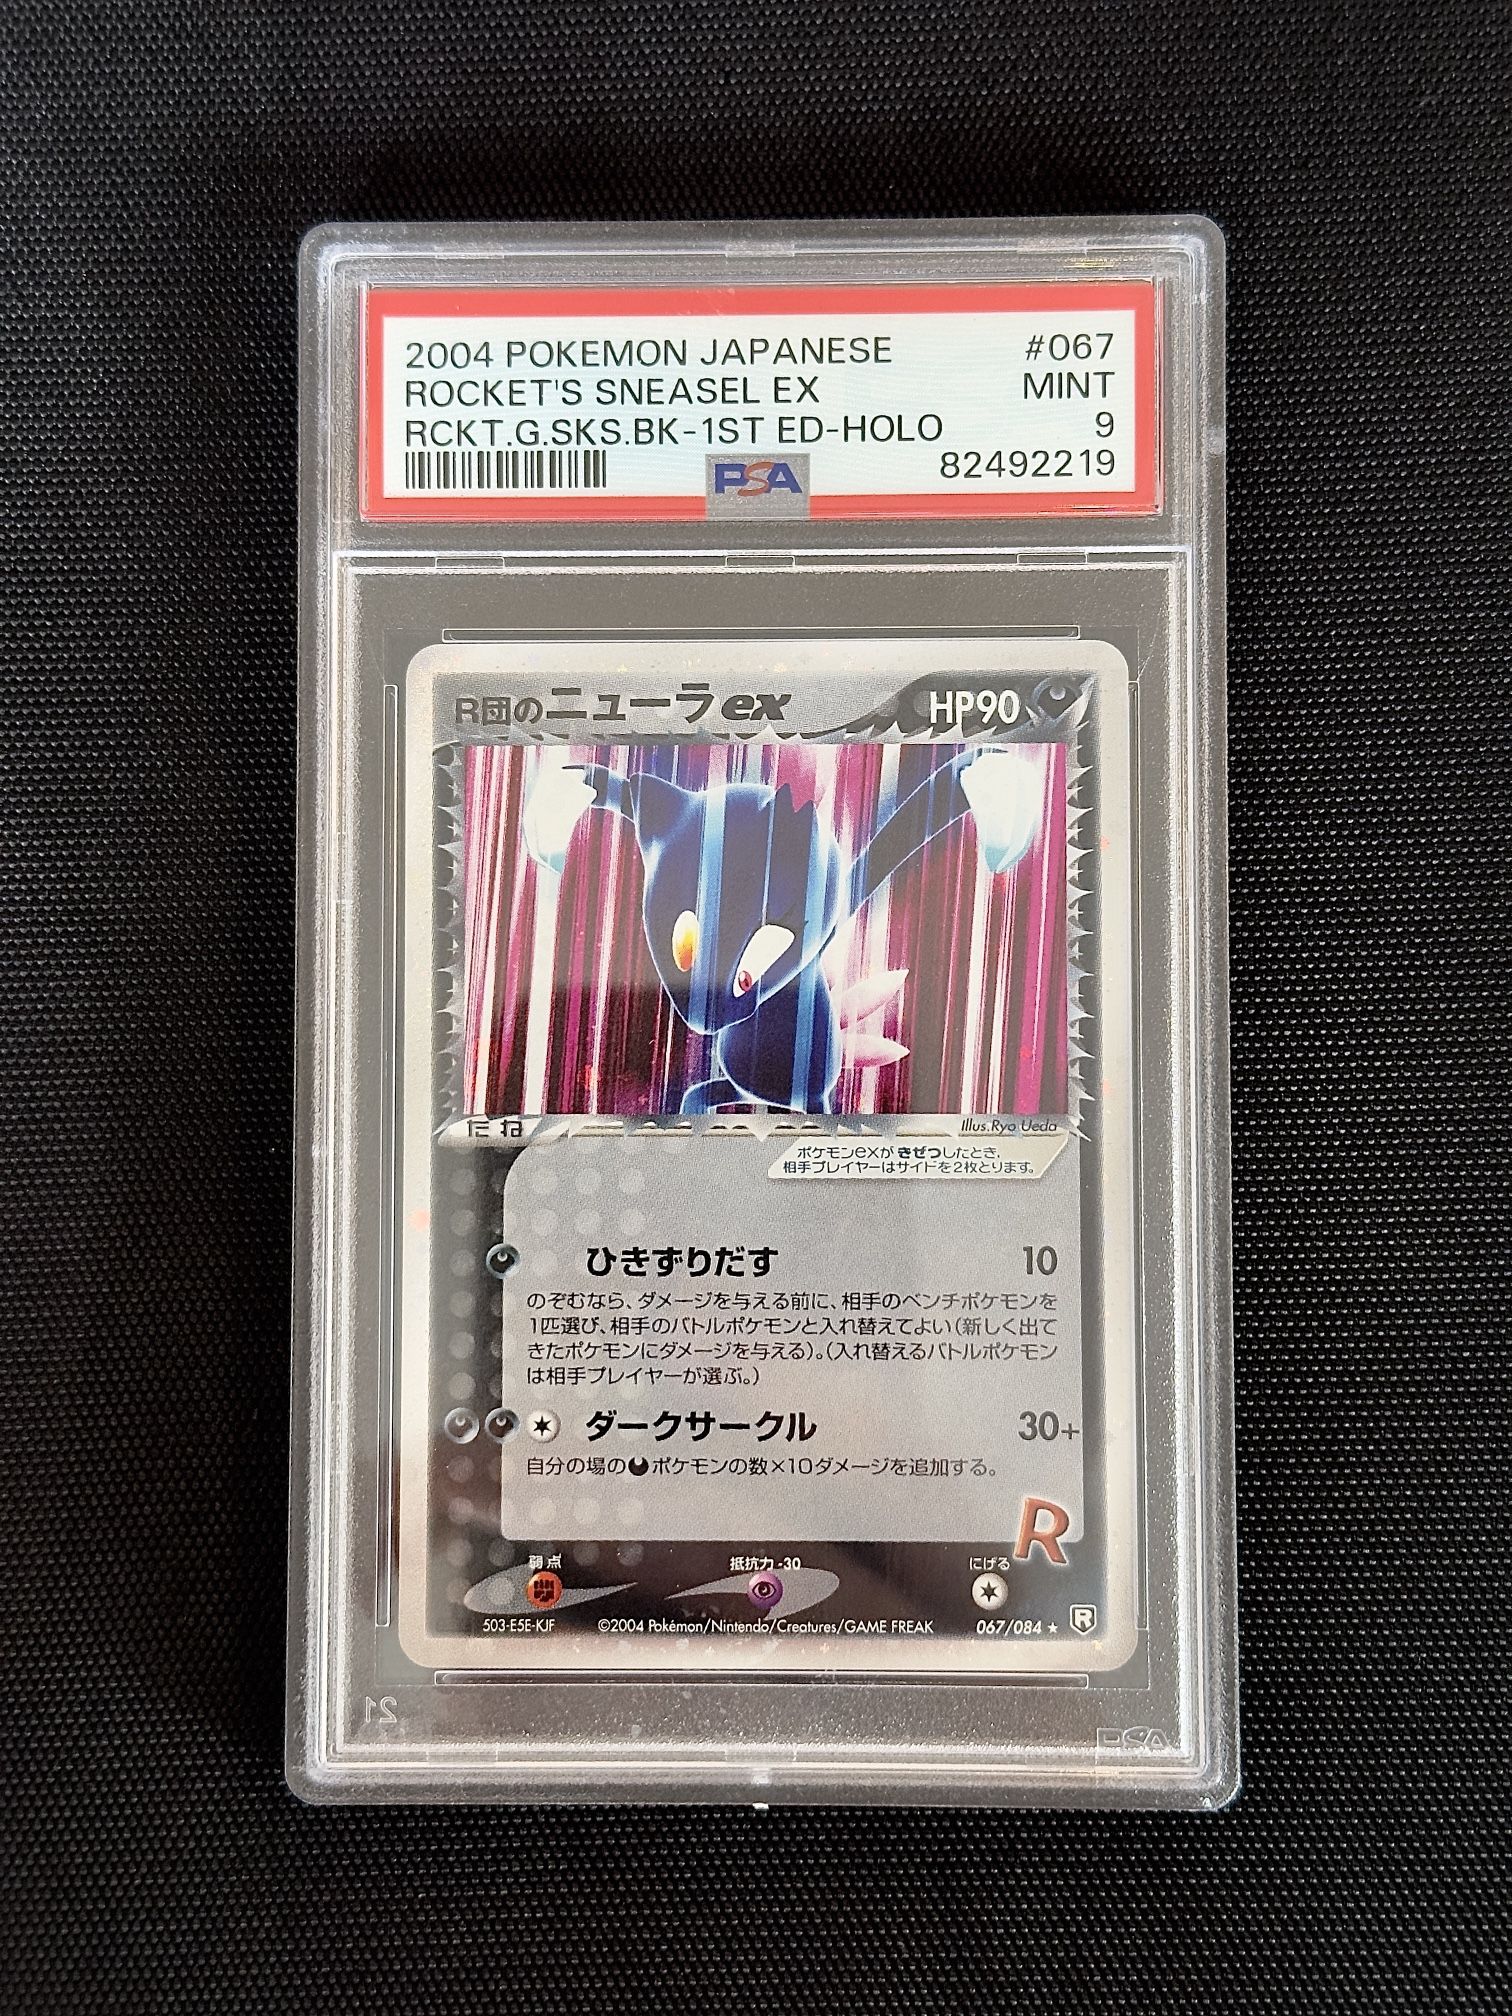 2004 POKEMON JAPANESE #067
ROCKET'S SNEASEL EX MINT
RCKT.G.SKS.BK-1ST ED-HOLO 9
PSA 82492219
R団のニューラex HP90
たね Illus.Ryo Ueda
ポケモンexが きぜつしたとき、
相手プレイヤーはサイドを2枚とります。
ひきずりだす 10
のぞむなら、ダメージを与える前に、相手のベンチポケモンを
1匹選び、相手のバトルポケモンと入れ替えてよい(新しく出て
きたポケモンにダメージを与える)。(入れ替えるバトルポケモン
は相手プレイヤーが選ぶ。)
ダークサークル 30+
自分の場のポケモンの数×10ダメージを追加する。
R
弱点 抵抗力 -30 にげる
503-E5E-KJF ©2004 Pokémon/Nintendo/Creatures/GAME FREAK 067/084 ★ R
21 PSA